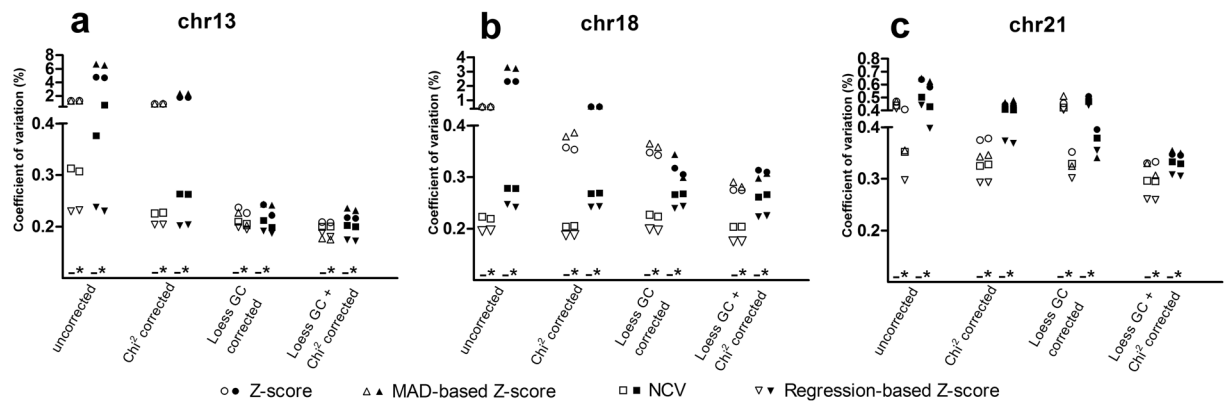 a chr13
Coefficient of variation (%)
8
6
4
2
0.4
0.3
0.2
- * - * - * - * - * - * - * - *
uncorrected
Chi² corrected
Loess GC
corrected
Loess GC +
Chi² corrected
b chr18
Coefficient of variation (%)
4
3
2
1
0.4
0.3
0.2
- * - * - * - * - * - * - * - *
uncorrected
Chi² corrected
Loess GC
corrected
Loess GC +
Chi² corrected
c chr21
Coefficient of variation (%)
0.8
0.7
0.6
0.5
0.4
0.4
0.3
0.2
- * - * - * - * - * - * - * - *
uncorrected
Chi² corrected
Loess GC
corrected
Loess GC +
Chi² corrected
Z-score MAD-based Z-score NCV Regression-based Z-score